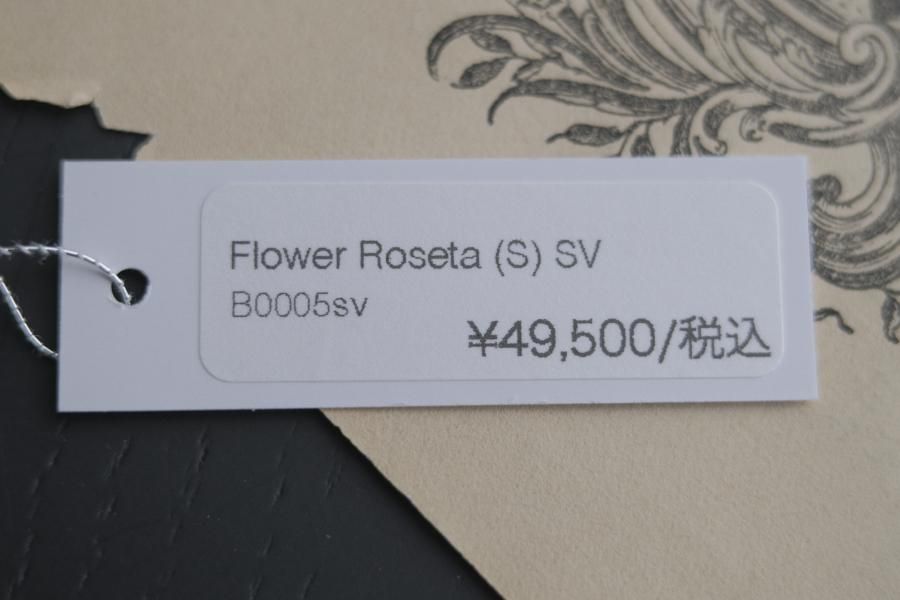 Flower Roseta (S) SV
B0005sv
¥49,500/税込